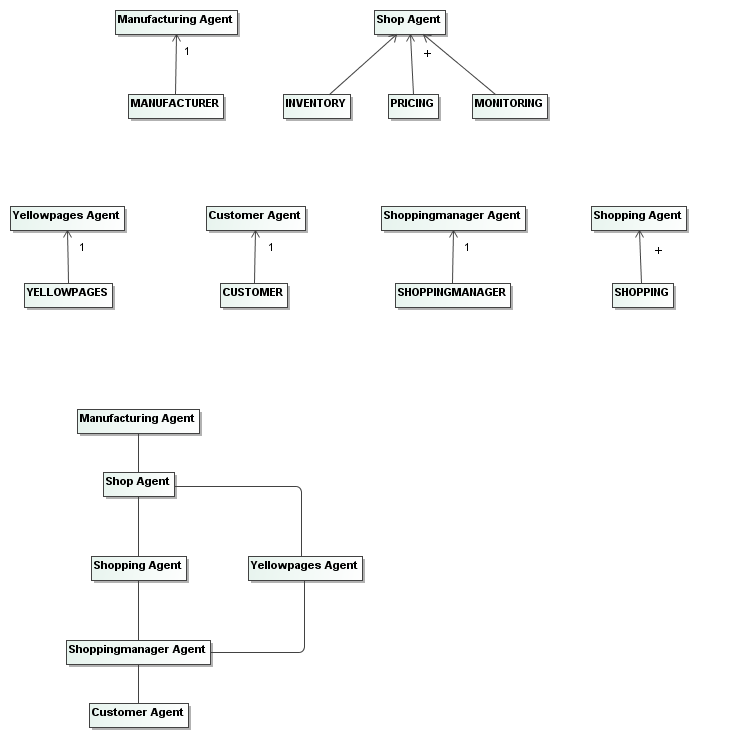 Manufacturing Agent
Shop Agent
1
+
MANUFACTURER
INVENTORY
PRICING
MONITORING
Yellowpages Agent
Customer Agent
Shoppingmanager Agent
Shopping Agent
1
1
1
+
YELLOWPAGES
CUSTOMER
SHOPPINGMANAGER
SHOPPING
Manufacturing Agent
Shop Agent
Shopping Agent
Yellowpages Agent
Shoppingmanager Agent
Customer Agent